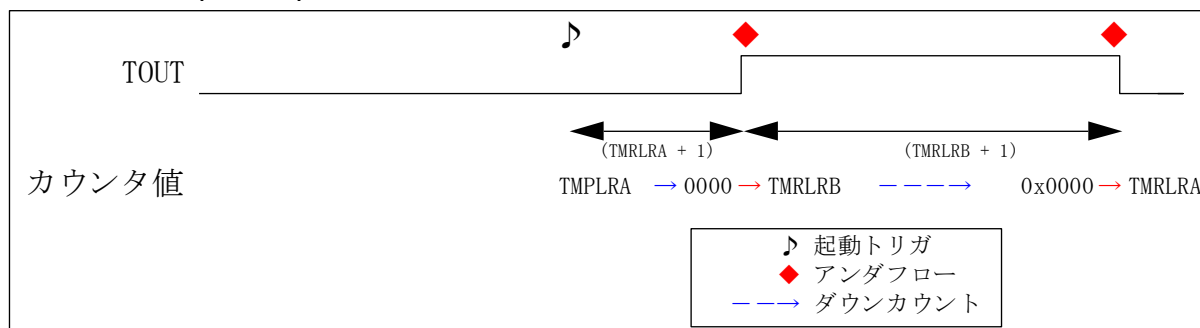 ♪
TOUT
(TMRLRA + 1) (TMRLRB + 1)
カウンタ値 TMPLRA → 0000 → TMRLRB ----→ 0x0000 → TMRLRA
♪ 起動トリガ
◆ アンダフロー
---→ ダウンカウント